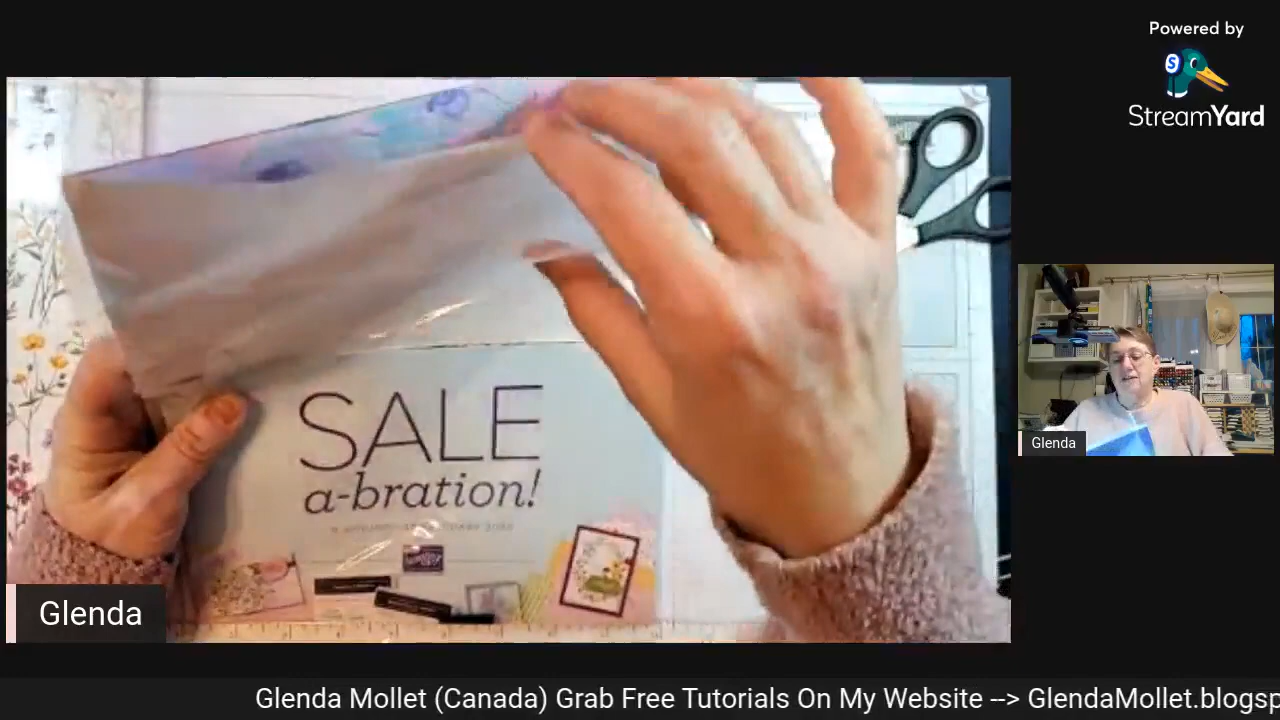 Powered by
StreamYard
SALE
a-bration!
Glenda
Glenda
Glenda Mollet (Canada) Grab Free Tutorials On My Website --> GlendaMollet.blogsp